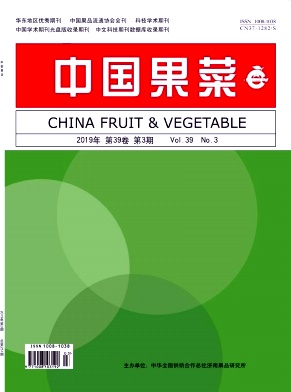 华东地区优秀期刊 中国果品流通协会会刊 科技学术期刊
中国学术期刊光盘版收录期刊 中文科技期刊数据库收录期刊
ISSN 1008-1038
CN37-1282/S
中国果菜
CHINA FRUIT & VEGETABLE
2019年 第39卷 第3期 Vol.39 No.3
ISSN 1008-1038
主办单位：中华全国供销合作总社济南果品研究所